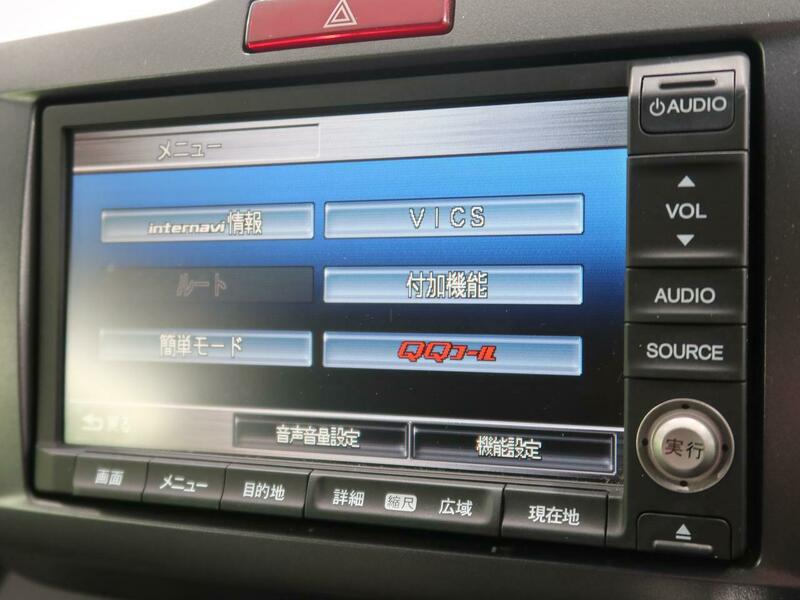 メニュー
internavi情報
VICS
ルート
付加機能
簡単モード
QQコール
戻る
音声音量設定
機能設定
AUDIO
VOL
AUDIO
SOURCE
実行
画面
メニュー
目的地
詳細 縮尺 広域
現在地